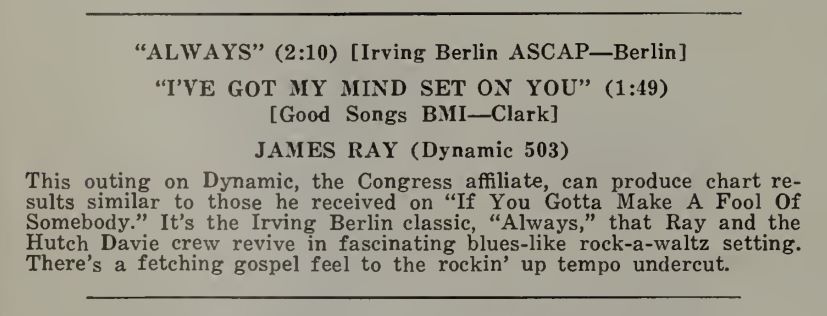 "ALWAYS" (2:10) [Irving Berlin ASCAP—Berlin]
"I'VE GOT MY MIND SET ON YOU" (1:49)
[Good Songs BMI—Clark]
JAMES RAY (Dynamic 503)
This outing on Dynamic, the Congress affiliate, can produce chart re-
sults similar to those he received on "If You Gotta Make A Fool Of
Somebody." It's the Irving Berlin classic, "Always," that Ray and the
Hutch Davie crew revive in fascinating blues-like rock-a-waltz setting.
There's a fetching gospel feel to the rockin' up tempo undercut.